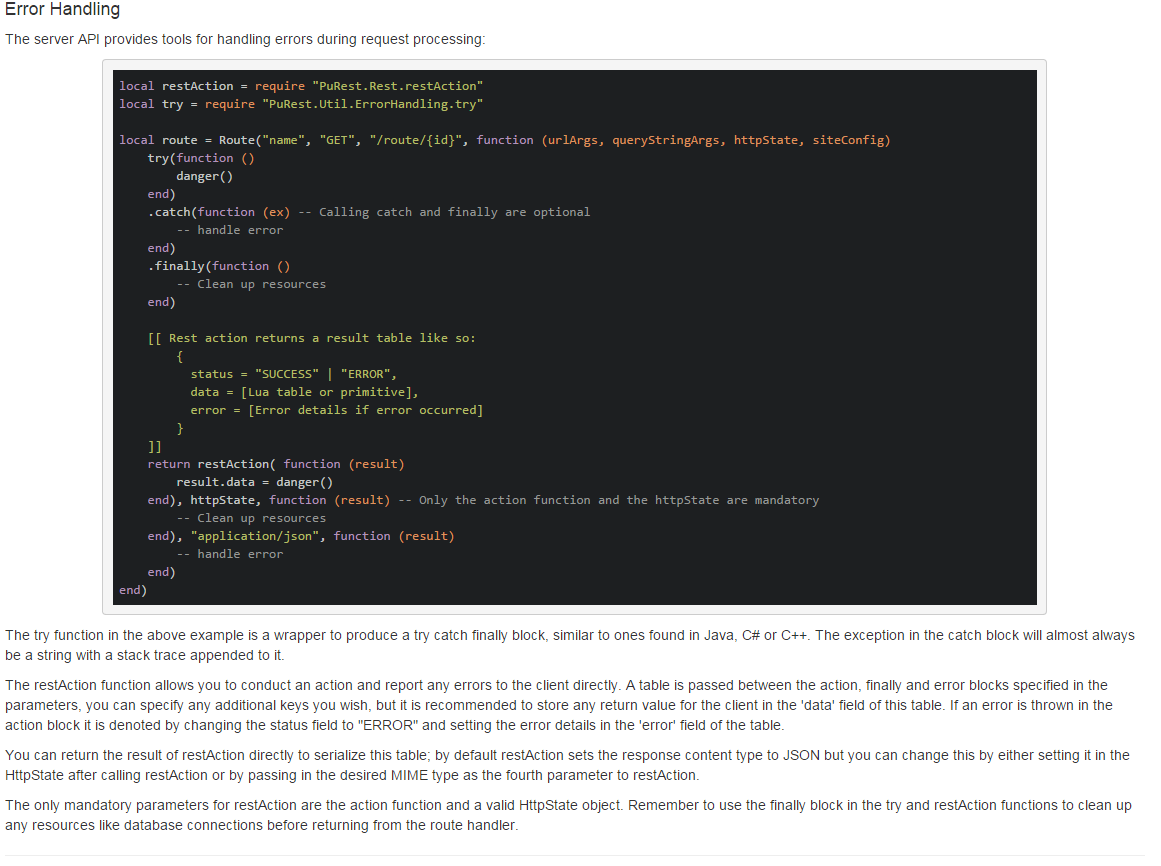 Error Handling
The server API provides tools for handling errors during request processing:
local restAction = require "PuRest.Rest.restAction"
local try = require "PuRest.Util.ErrorHandling.try"
local route = Route("name", "GET", "/route/{id}", function (urlArgs, queryStringArgs, httpState, siteConfig)
    try(function ()
        danger()
    end)
    .catch(function (ex) -- Calling catch and finally are optional
        -- handle error
    end)
    .finally(function ()
        -- Clean up resources
    end)
    [[ Rest action returns a result table like so:
        {
          status = "SUCCESS" | "ERROR",
          data = [Lua table or primitive],
          error = [Error details if error occurred]
        }
    ]]
    return restAction( function (result)
        result.data = danger()
    end), httpState, function (result) -- Only the action function and the httpState are mandatory
        -- Clean up resources
    end), "application/json", function (result)
        -- handle error
    end)
end)
The try function in the above example is a wrapper to produce a try catch finally block, similar to ones found in Java, C# or C++. The exception in the catch block will almost always
be a string with a stack trace appended to it.
The restAction function allows you to conduct an action and report any errors to the client directly. A table is passed between the action, finally and error blocks specified in the
parameters, you can specify any additional keys you wish, but it is recommended to store any return value for the client in the 'data' field of this table. If an error is thrown in the
action block it is denoted by changing the status field to "ERROR" and setting the error details in the 'error' field of the table.
You can return the result of restAction directly to serialize this table; by default restAction sets the response content type to JSON but you can change this by either setting it in the
HttpState after calling restAction or by passing in the desired MIME type as the fourth parameter to restAction.
The only mandatory parameters for restAction are the action function and a valid HttpState object. Remember to use the finally block in the try and restAction functions to clean up
any resources like database connections before returning from the route handler.